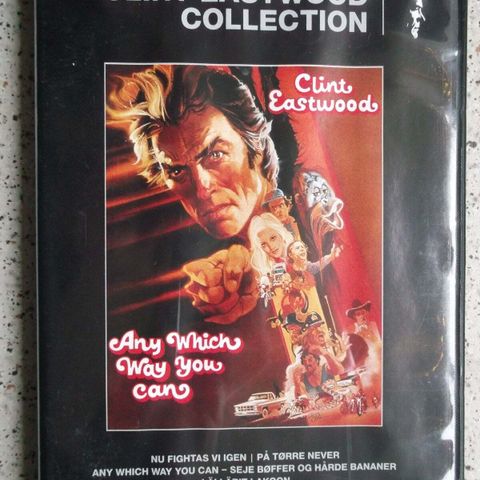 EASTWOOD
COLLECTION
Clint
Eastwood
Any Which
Way You
can
NU FIGHTAS VI IGEN | PÅ TØRRE NEVER
ANY WHICH WAY YOU CAN – SEJE BØFFER OG HÅRDE BANANER